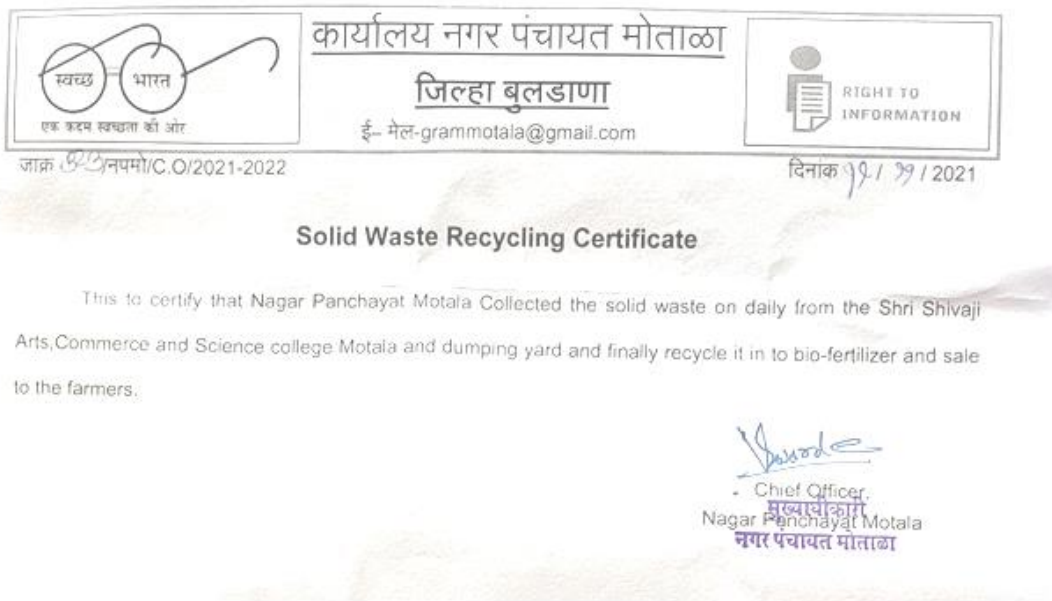 कार्यालय नगर पंचायत मोताळा
स्वच्छ भारत
जिल्हा बुलडाणा
RIGHT TO
INFORMATION
एक कदम स्वच्छता की ओर
ई– मेल-grammotala@gmail.com
जाक्र /नपमो/C.O/2021-2022
दिनांक / ११ / 2021
Solid Waste Recycling Certificate
This to certify that Nagar Panchayat Motala Collected the solid waste on daily from the Shri Shivaji
Arts,Commerce and Science college Motala and dumping yard and finally recycle it in to bio-fertilizer and sale
to the farmers.
Chief Officer,
मुख्याधिकारी
Nagar Panchayat Motala
नगर पंचायत मोताळा